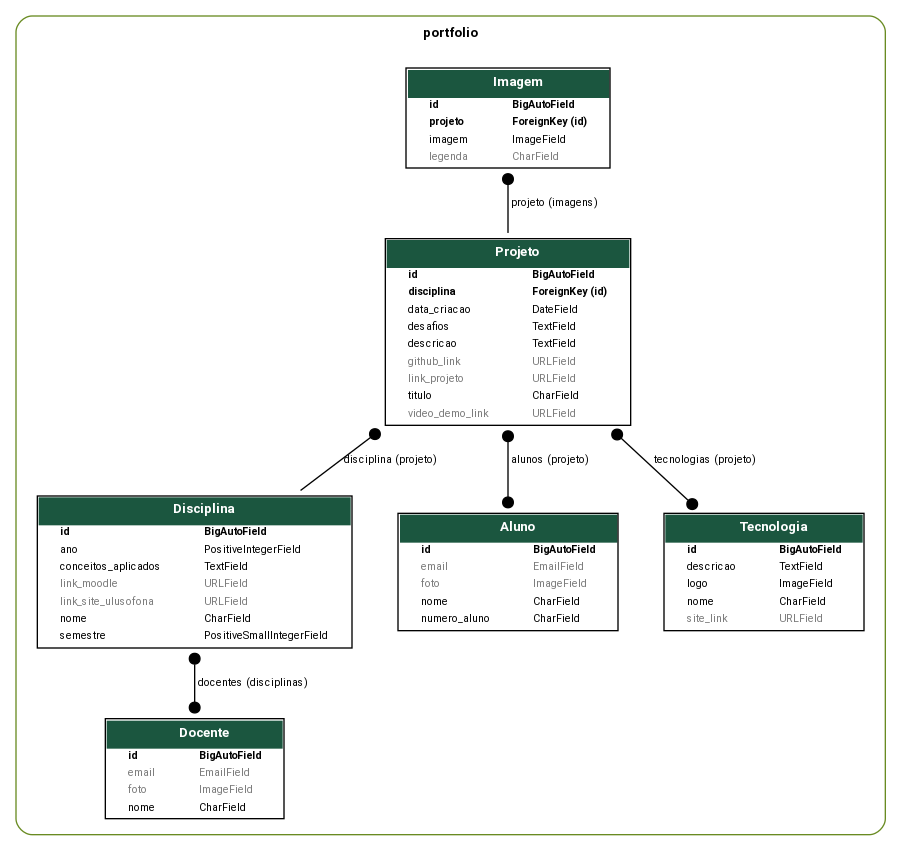 portfolio
Imagem
id BigAutoField
projeto ForeignKey (id)
imagem ImageField
legenda CharField
projeto (imagens)
Projeto
id BigAutoField
disciplina ForeignKey (id)
data_criacao DateField
desafios TextField
descricao TextField
github_link URLField
link_projeto URLField
titulo CharField
video_demo_link URLField
disciplina (projeto)
alunos (projeto)
tecnologias (projeto)
Disciplina
id BigAutoField
ano PositiveIntegerField
conceitos_aplicados TextField
link_moodle URLField
link_site_ulusofona URLField
nome CharField
semestre PositiveSmallIntegerField
Aluno
id BigAutoField
email EmailField
foto ImageField
nome CharField
numero_aluno CharField
Tecnologia
id BigAutoField
descricao TextField
logo ImageField
nome CharField
site_link URLField
docentes (disciplinas)
Docente
id BigAutoField
email EmailField
foto ImageField
nome CharField